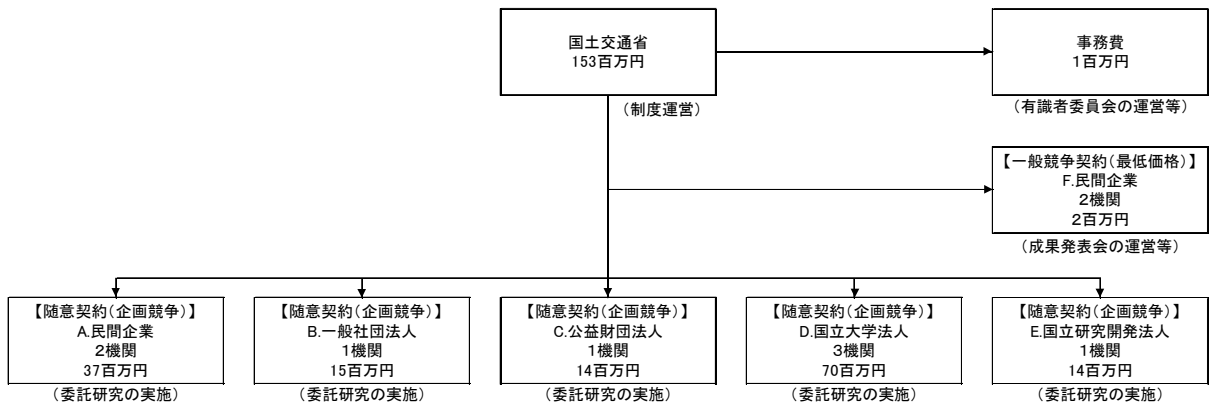 国土交通省
153百万円
(制度運営)
事務費
1百万円
(有識者委員会の運営等)
【一般競争契約(最低価格)】
F.民間企業
2機関
2百万円
(成果発表会の運営等)
【随意契約(企画競争)】
A.民間企業
2機関
37百万円
(委託研究の実施)
【随意契約(企画競争)】
B.一般社団法人
1機関
15百万円
(委託研究の実施)
【随意契約(企画競争)】
C.公益財団法人
1機関
14百万円
(委託研究の実施)
【随意契約(企画競争)】
D.国立大学法人
3機関
70百万円
(委託研究の実施)
【随意契約(企画競争)】
E.国立研究開発法人
1機関
14百万円
(委託研究の実施)